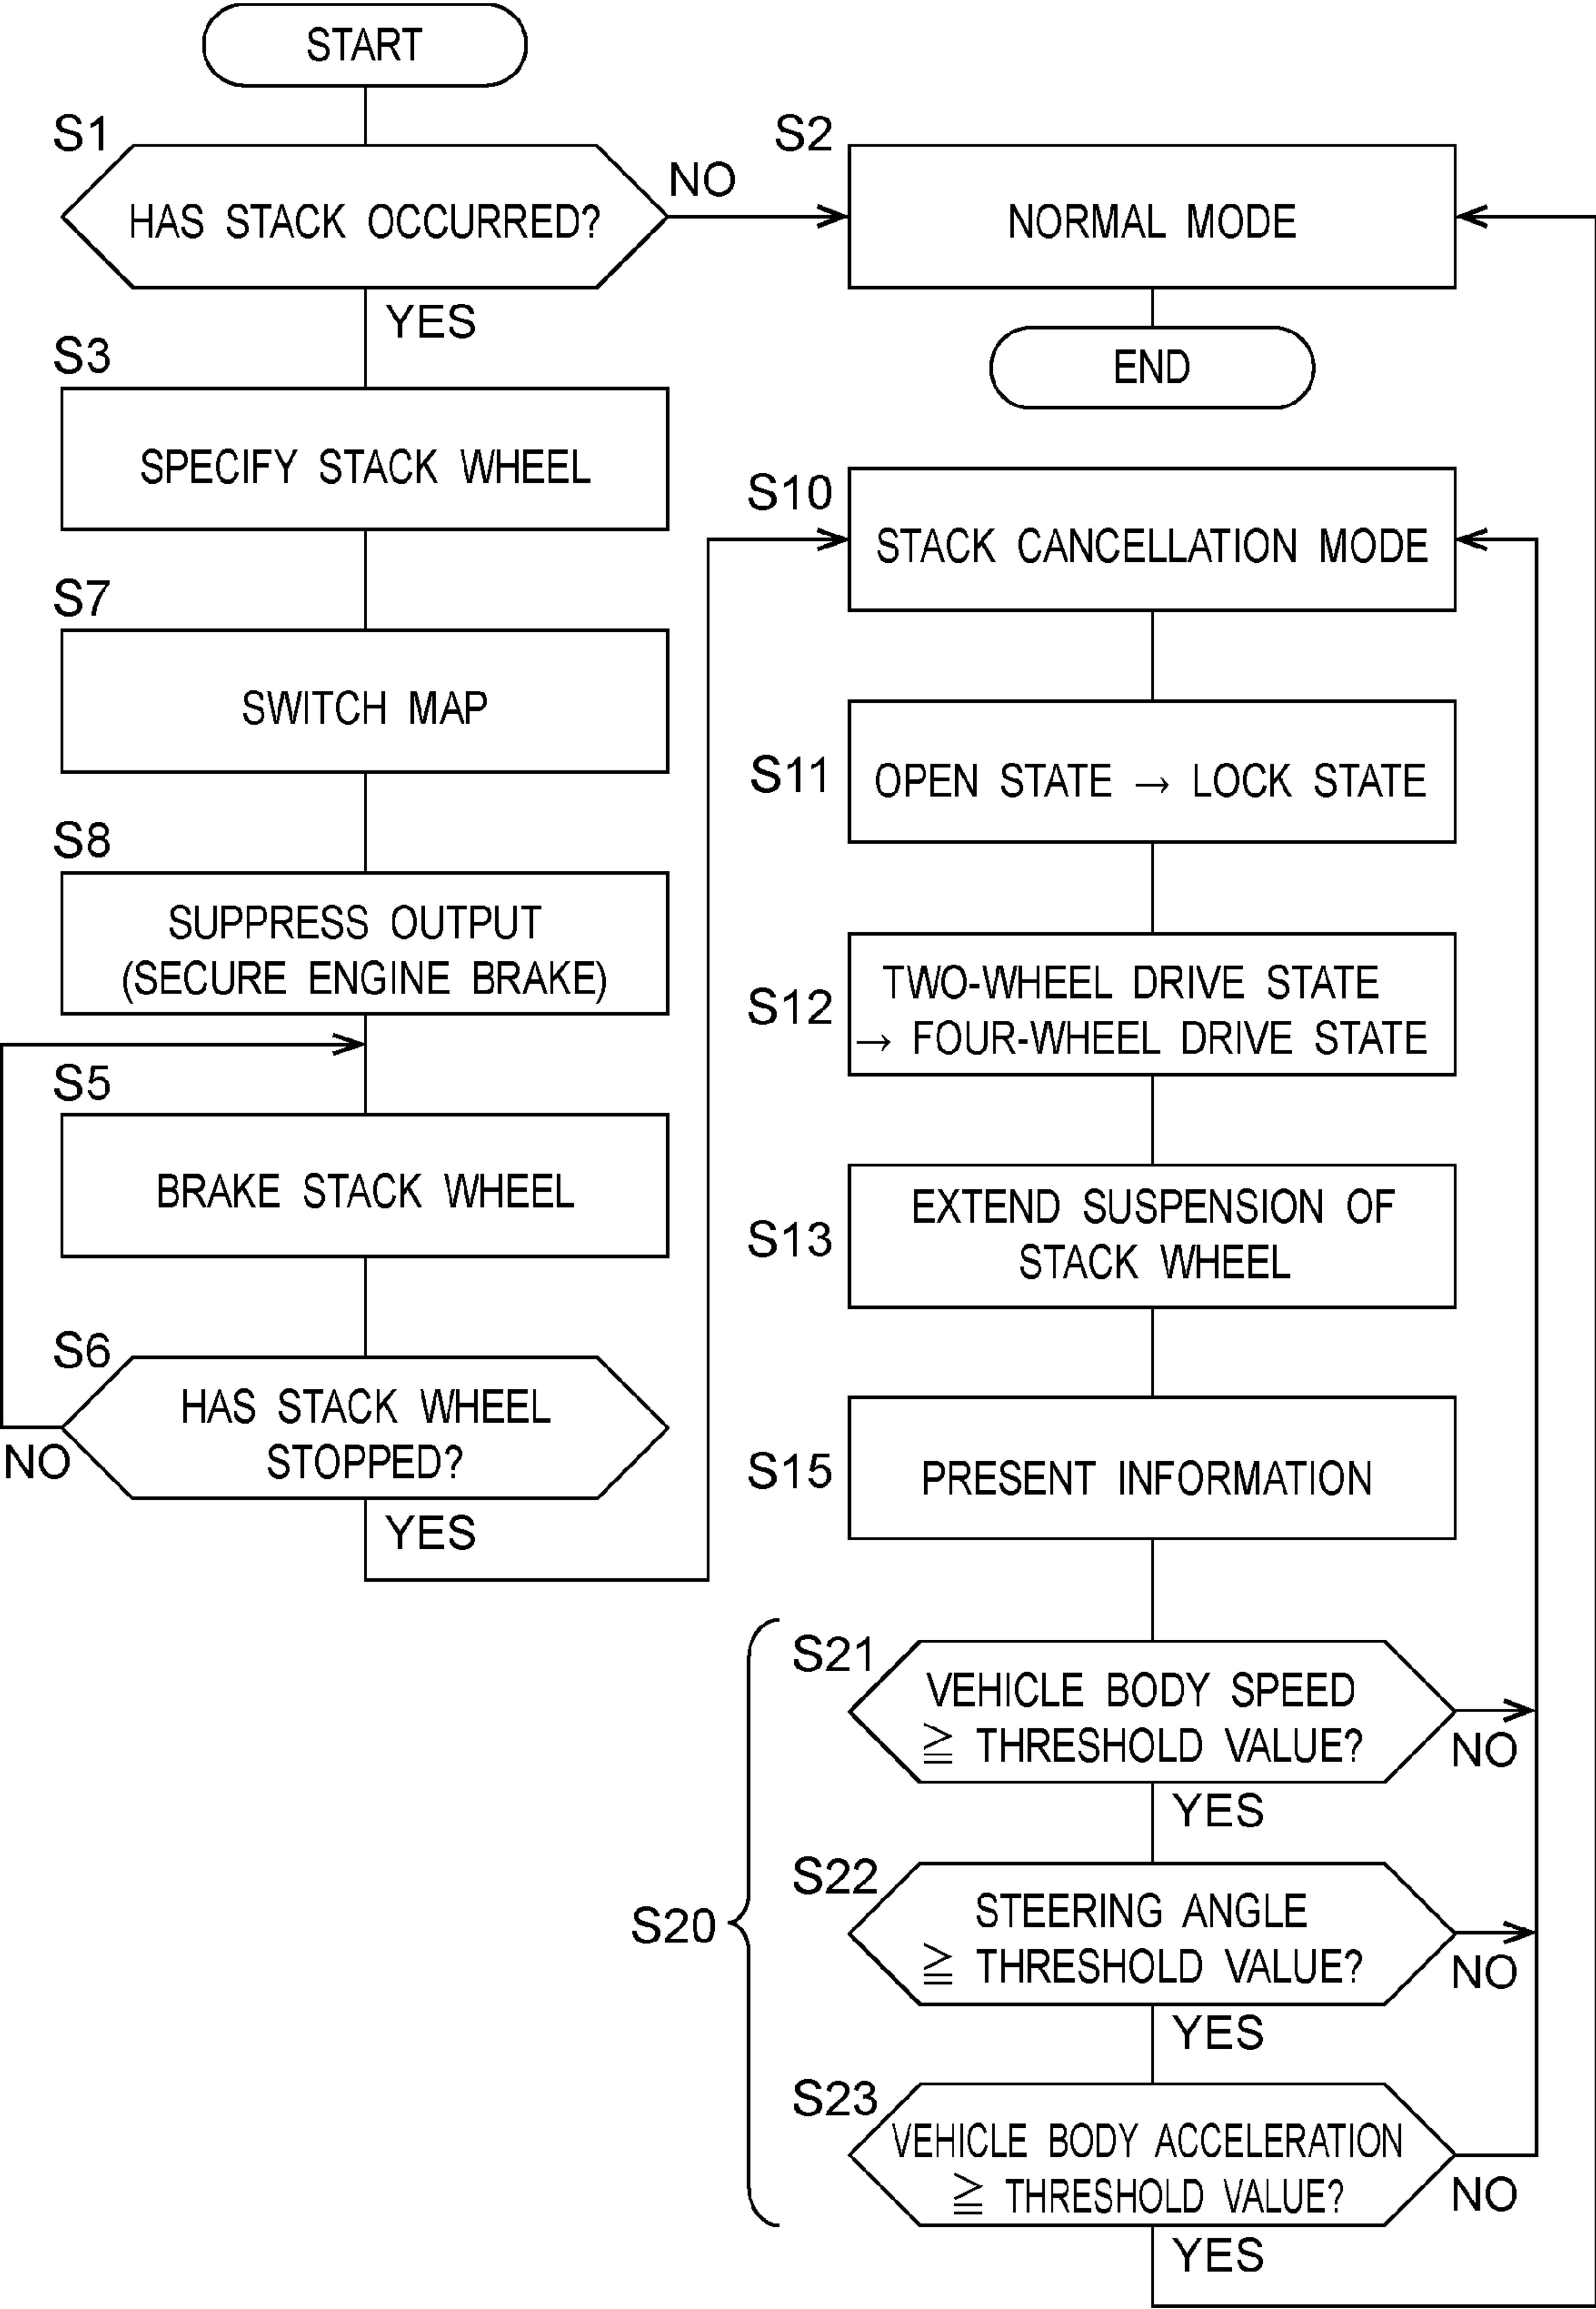 START
S1
HAS STACK OCCURRED?
NO
YES
S2
NORMAL MODE
END
S3
SPECIFY STACK WHEEL
S7
SWITCH MAP
S8
SUPPRESS OUTPUT
(SECURE ENGINE BRAKE)
S5
BRAKE STACK WHEEL
S6
HAS STACK WHEEL
STOPPED?
NO
YES
S10
STACK CANCELLATION MODE
S11
OPEN STATE → LOCK STATE
S12
TWO-WHEEL DRIVE STATE
→ FOUR-WHEEL DRIVE STATE
S13
EXTEND SUSPENSION OF
STACK WHEEL
S15
PRESENT INFORMATION
S20
S21
VEHICLE BODY SPEED
≧ THRESHOLD VALUE?
NO
YES
S22
STEERING ANGLE
≧ THRESHOLD VALUE?
NO
YES
S23
VEHICLE BODY ACCELERATION
≧ THRESHOLD VALUE?
NO
YES